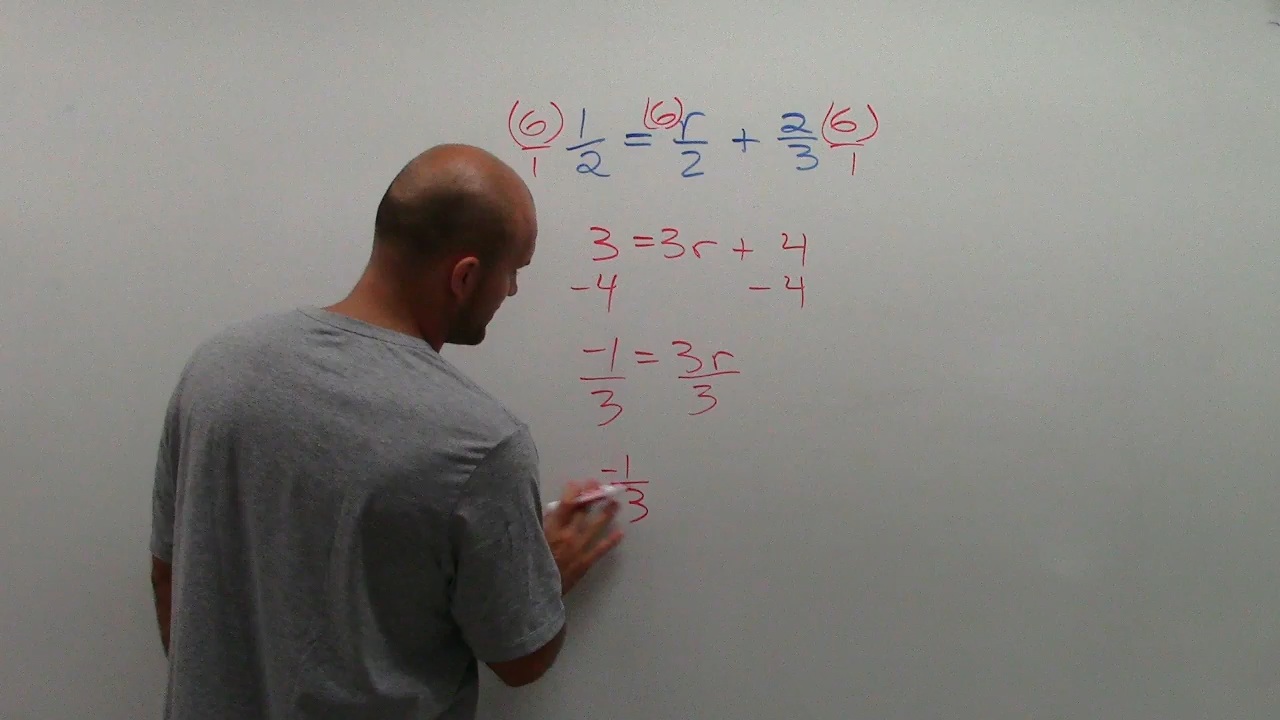 (6)/1 1/2 = (6) r/2 + 2/3 (6)/1
3 = 3r + 4
-4 -4
-1/3 = 3r/3
-1/3